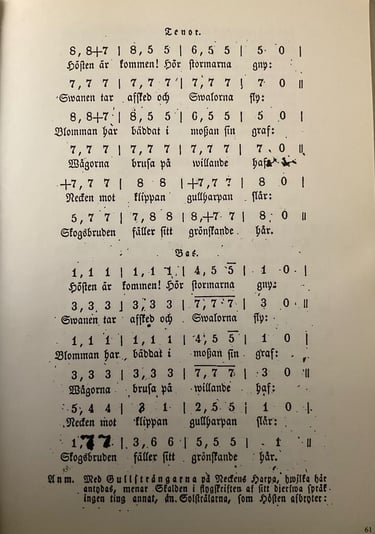 Tenor.
8, 8+7 | 8, 5 5 | 6, 5 5 | 5 0 |
Hösten är kommen! Hör stormarna gny:
7, 7 7 | 7, 7 7 | 7, 7 7 | 7 0 ||
Swanen tar afsked och Swalorna fly:
8, 8+7 | 8, 5 5 | 6, 5 5 | 5 0 |
Blomman har bäddat i moßan sin graf:
7, 7 7 | 7, 7 7 | 7, 7 7 | 7 0 ||
Wågorna brusa på willande haf
+7, 7 7 | 8 8 | +7, 7 7 | 8 0 |
Necken mot klippan gullharpan slår:
5, 7 7 | 7, 8 8 | 8, +7 7 | 8 0 ||
Skogsbruden fäller sitt grönskande hår.
Bas.
1, 1 1 | 1, 1 1 | 4, 5 5 | 1 0 |
Hösten är kommen! Hör stormarna gny:
3, 3 3 | 3, 3 3 | 7, 7 7 | 3 0 ||
Swanen tar afsked och Swalorna fly:
1, 1 1 | 1, 1 1 | 4, 5 5 | 1 0 |
Blomman har bäddat i moßan sin graf:
3, 3 3 | 3, 3 3 | 7, 7 7 | 3 0 ||
Wågorna brusa på willande haf:
5, 4 4 | 3 1 | 2, 5 5 | 1 0 |
Necken mot klippan gullharpan slår:
1, 7 7 | 3, 6 6 | 5, 5 5 | 1 ||
Skogsbruden fäller sitt grönskande hår.
Anm. Med Gullsträngarna på Neckens Harpa, hwilka här
antydas, menar Skalden i flygskriften af sitt djerfwa språk
ingen ting annat, än Solstrålarna, som Hösten afbryter:
61